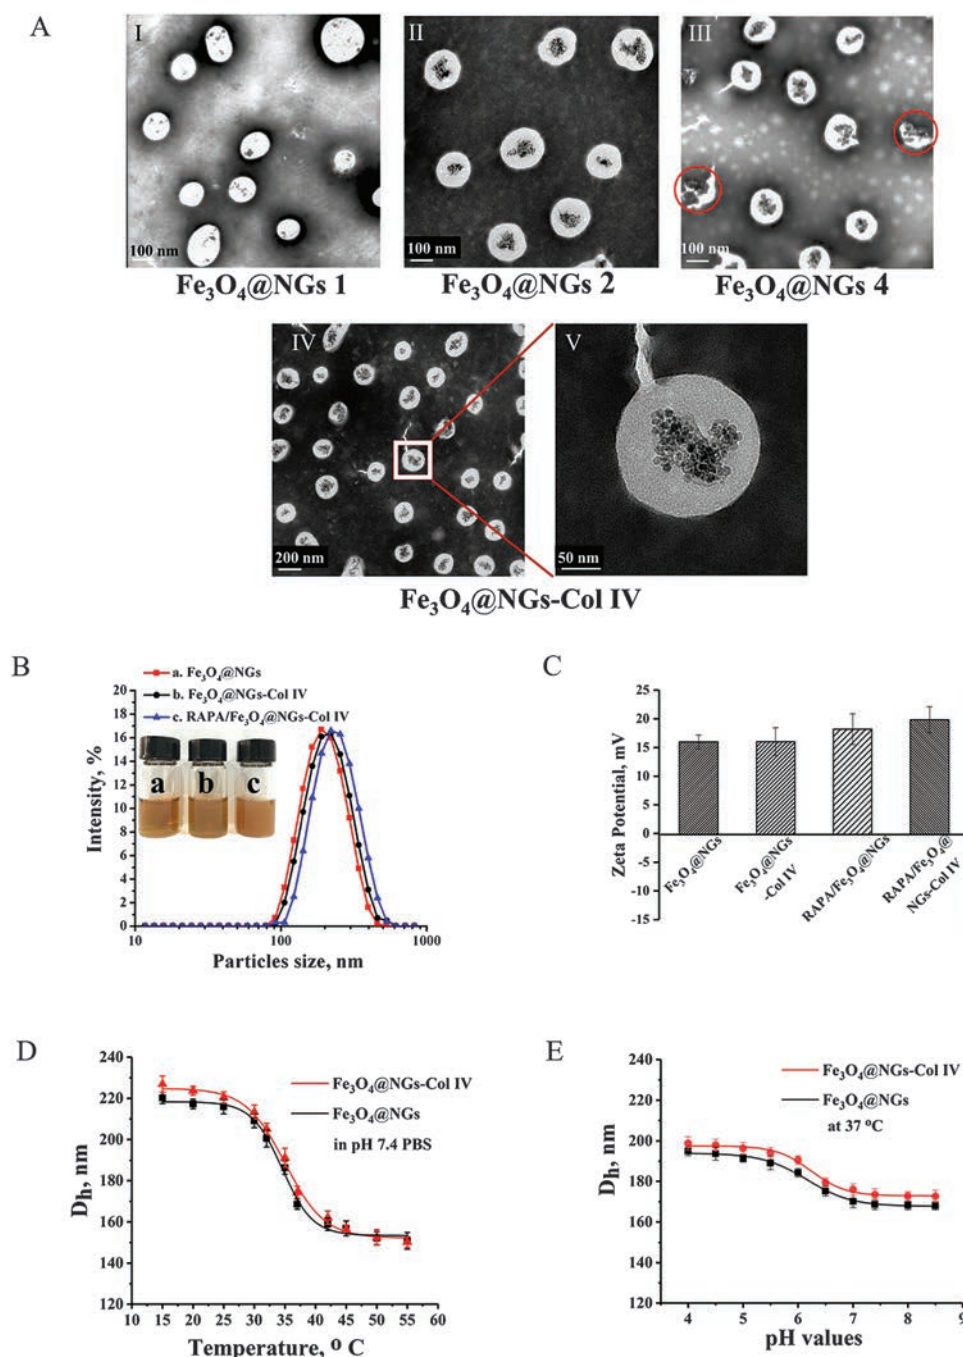 A
I
II
III
100 nm
100 nm
100 nm
Fe₃O₄@NGs 1
Fe₃O₄@NGs 2
Fe₃O₄@NGs 4
IV
V
200 nm
50 nm
Fe₃O₄@NGs-Col IV
B
a. Fe₃O₄@NGs
b. Fe₃O₄@NGs-Col IV
c. RAPA/Fe₃O₄@NGs-Col IV
20
18
16
14
12
10
8
6
4
2
0
Intensity, %
a b c
10 100 1000
Particles size, nm
C
25
20
15
10
5
0
-5
-10
-15
Zeta Potential, mV
Fe₃O₄@NGs
Fe₃O₄@NGs
-Col IV
RAPA/Fe₃O₄@NGs
RAPA/Fe₃O₄@
NGs-Col IV
D
240
220
200
180
160
140
120
Dh, nm
Fe₃O₄@NGs-Col IV
Fe₃O₄@NGs
in pH 7.4 PBS
10 15 20 25 30 35 40 45 50 55 60
Temperature, º C
E
240
220
200
180
160
140
120
Dh, nm
Fe₃O₄@NGs-Col IV
Fe₃O₄@NGs
at 37 ºC
4 5 6 7 8 9
pH values